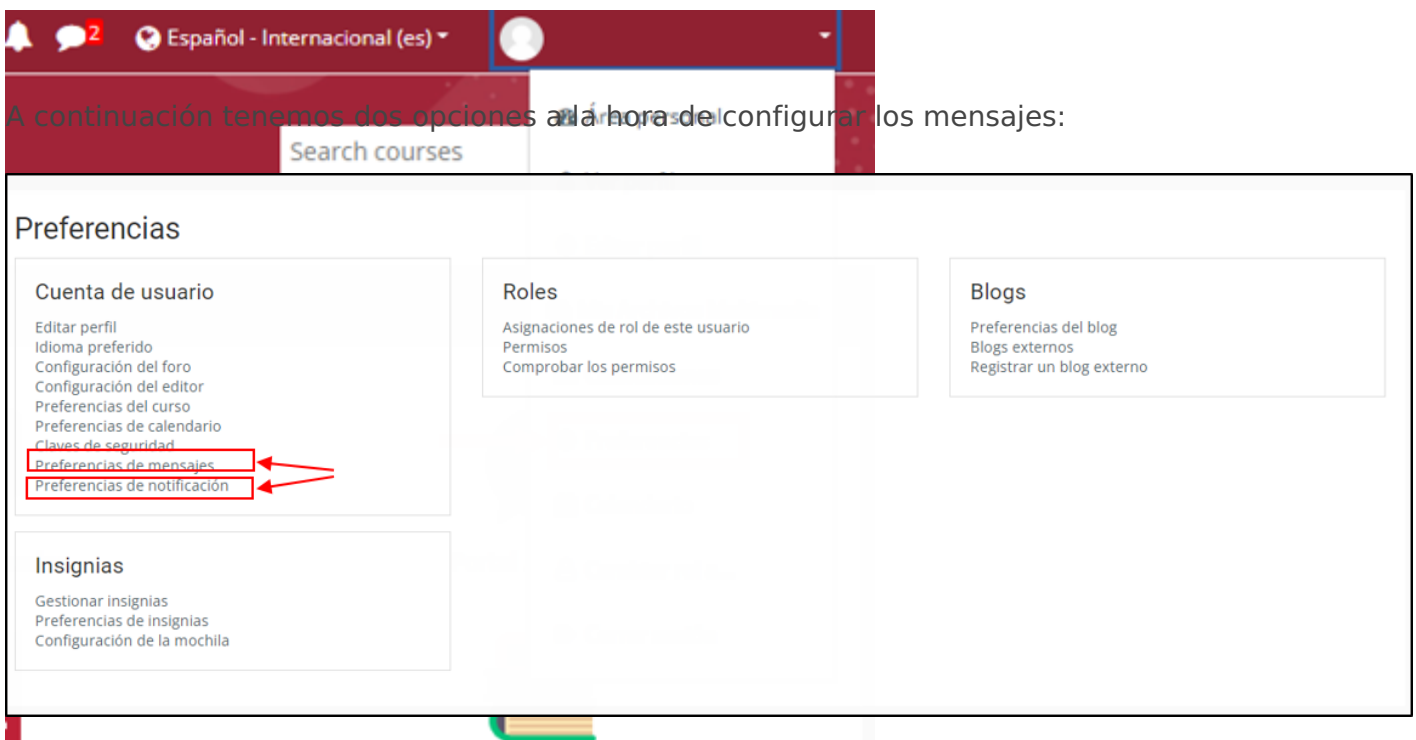 2
Español - Internacional (es)
A continuación tenemos dos opciones a la hora de configurar los mensajes:
Área personal
Search courses
Preferencias
Cuenta de usuario
Editar perfil
Idioma preferido
Configuración del foro
Configuración del editor
Preferencias del curso
Preferencias de calendario
Claves de seguridad
Preferencias de mensajes
Preferencias de notificación
Roles
Asignaciones de rol de este usuario
Permisos
Comprobar los permisos
Blogs
Preferencias del blog
Blogs externos
Registrar un blog externo
Insignias
Gestionar insignias
Preferencias de insignias
Configuración de la mochila